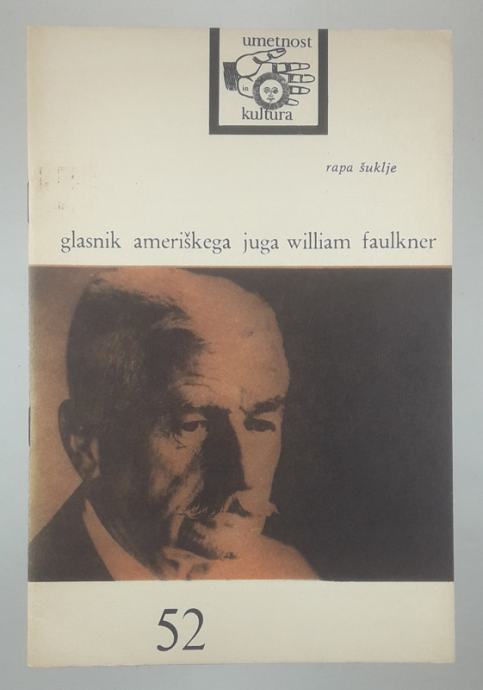 umetnost
in
kultura
rapa šuklje
glasnik ameriškega juga william faulkner
52